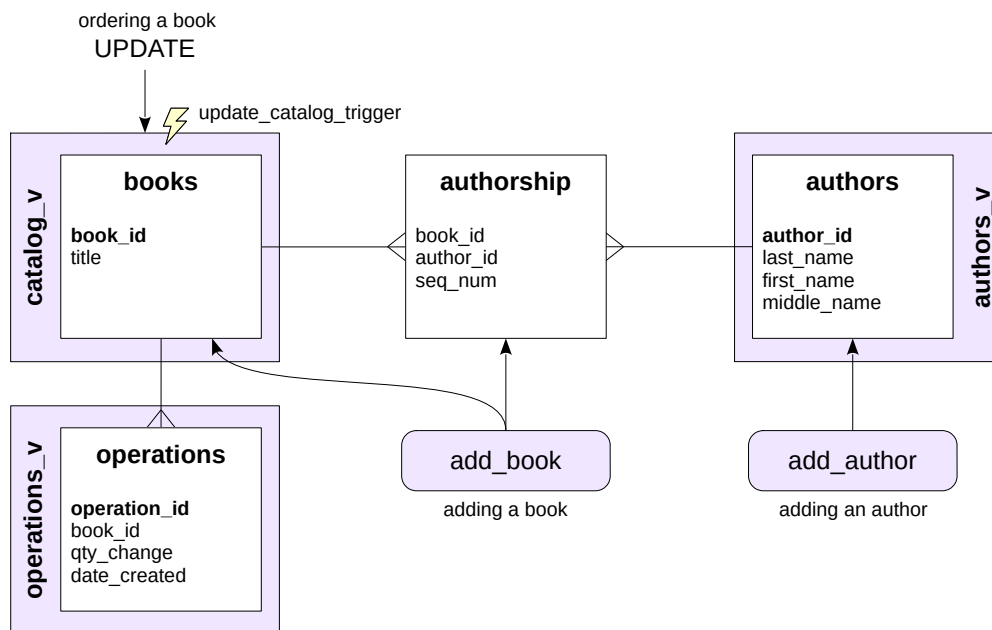 ordering a book
UPDATE
update_catalog_trigger
catalog_v
books
book_id
title
authorship
book_id
author_id
seq_num
authors
author_id
last_name
first_name
middle_name
authors_v
operations_v
operations
operation_id
book_id
qty_change
date_created
add_book
adding a book
add_author
adding an author